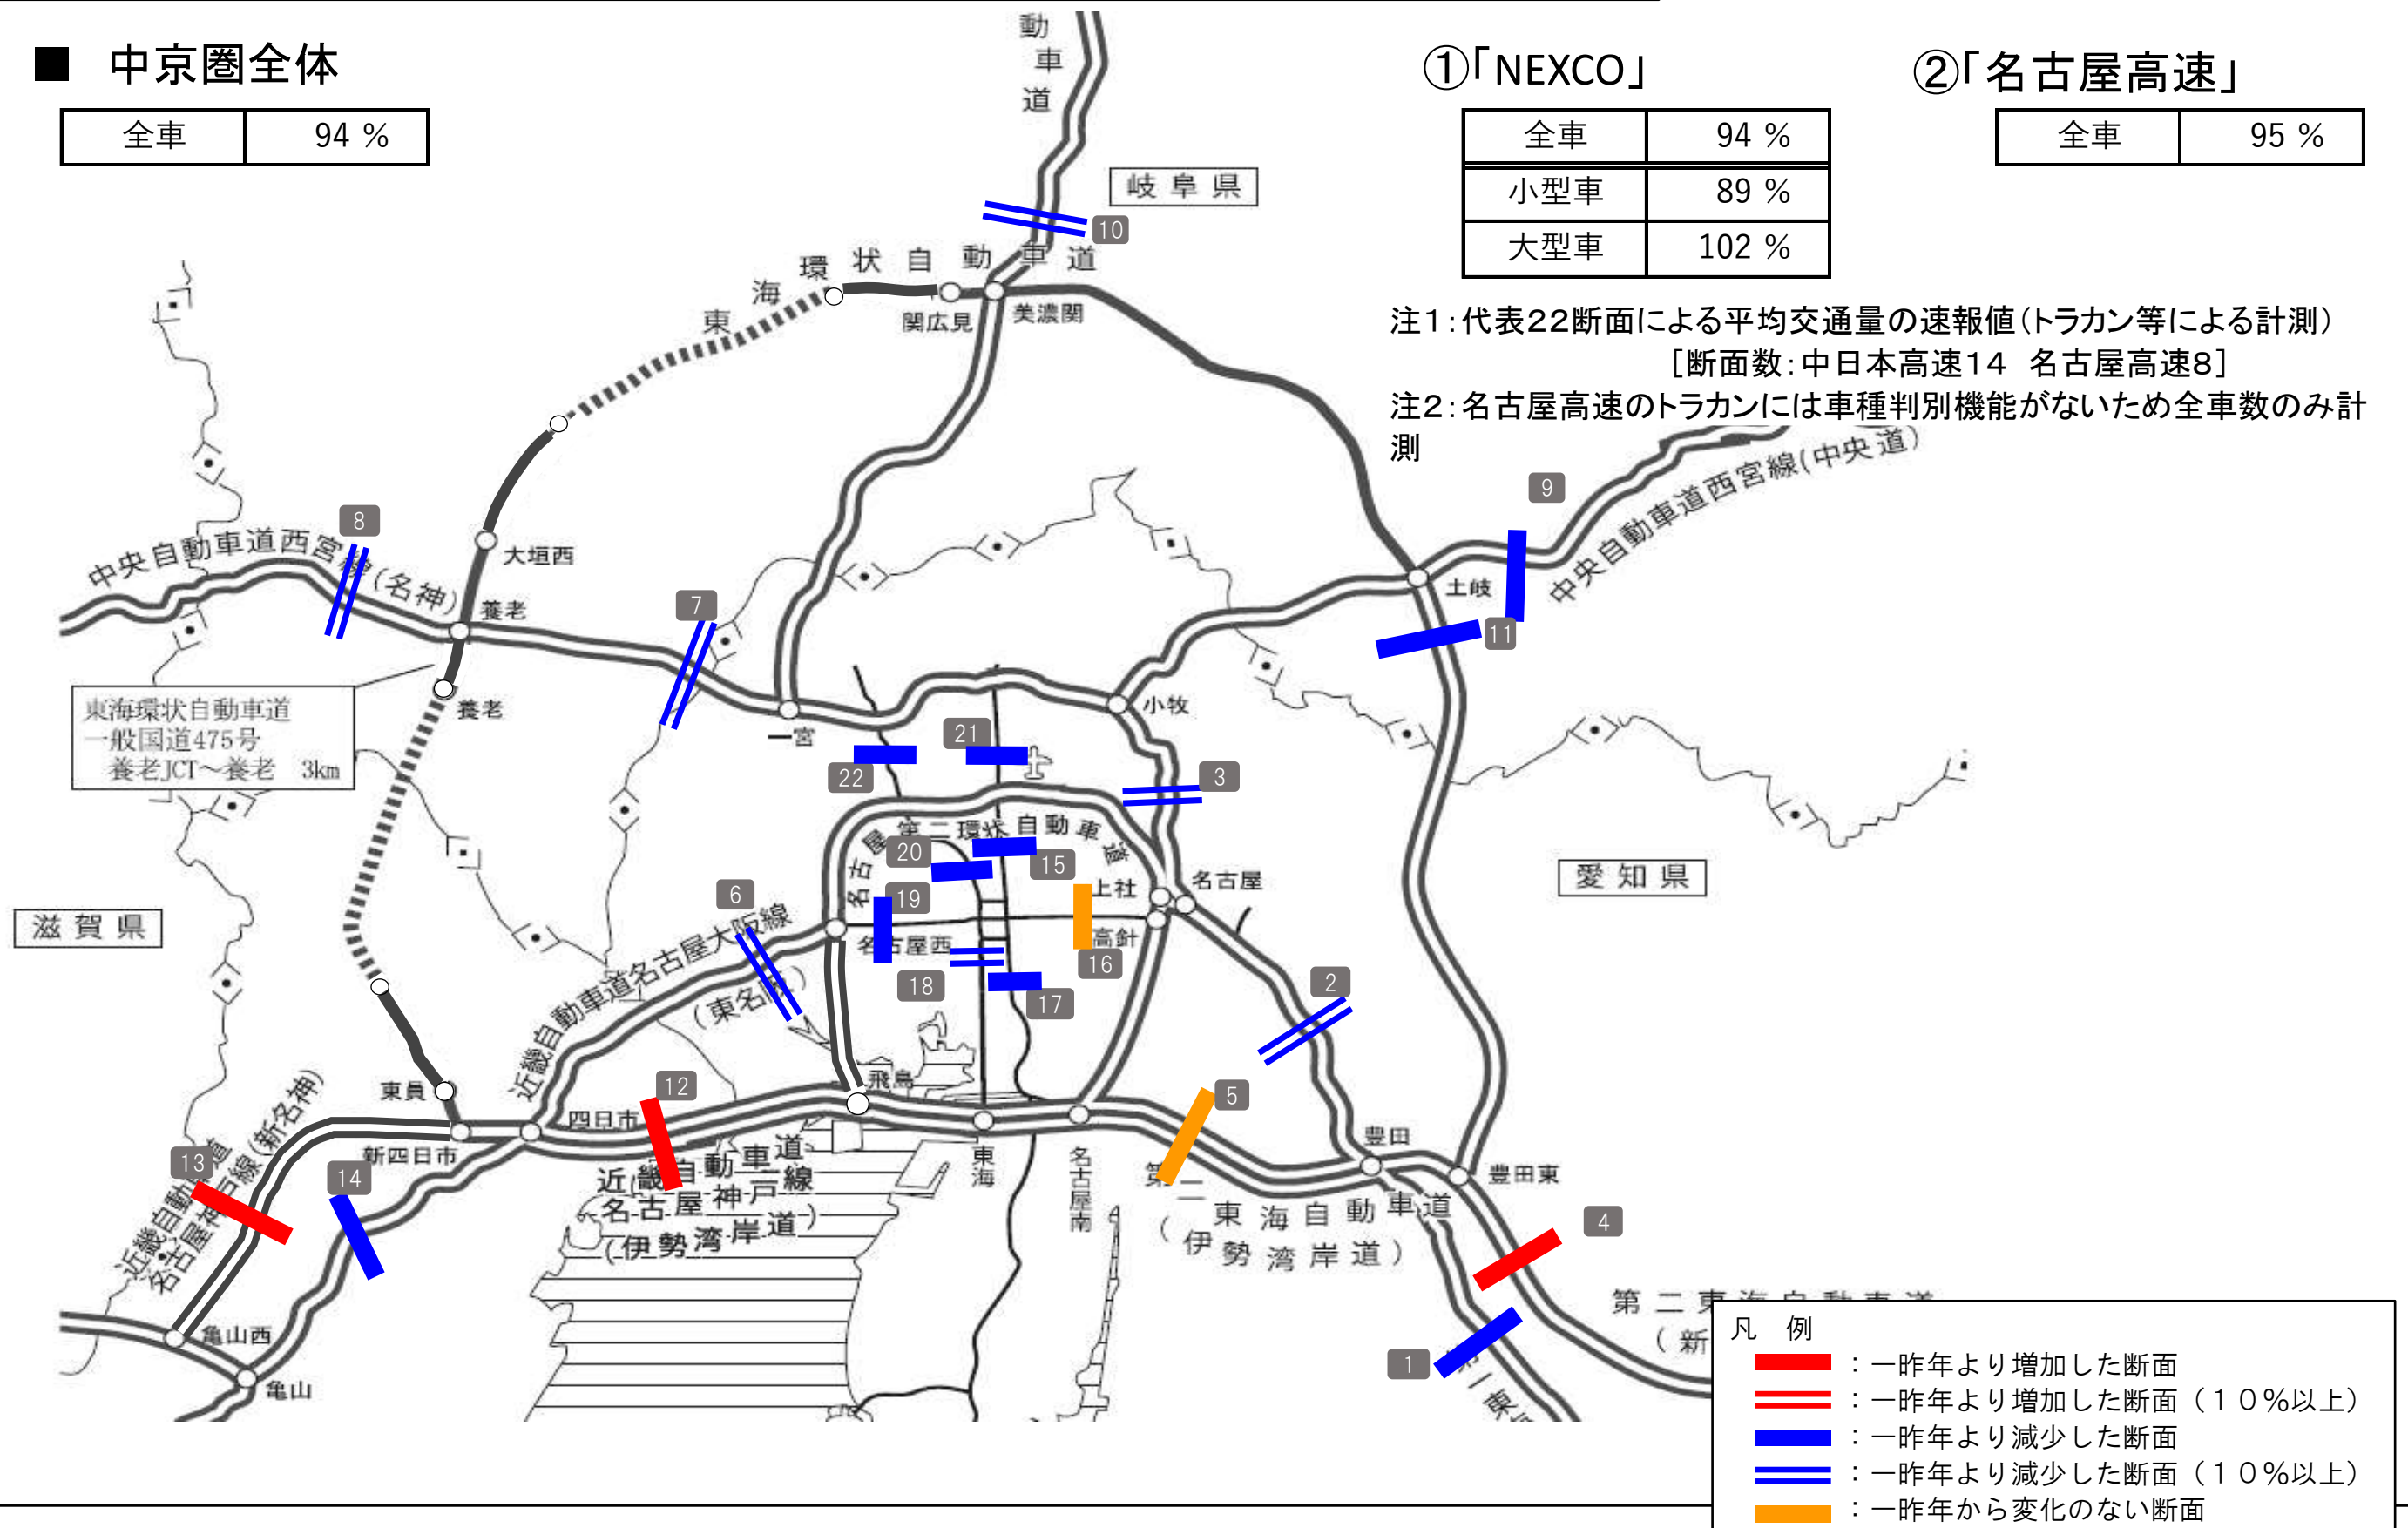 ■ 中京圏全体
全車 94 %
①「NEXCO」
全車 94 %
小型車 89 %
大型車 102 %
②「名古屋高速」
全車 95 %
注1：代表22断面による平均交通量の速報値（トラカン等による計測）
［断面数：中日本高速14 名古屋高速8］
注2：名古屋高速のトラカンには車種判別機能がないため全車数のみ計
測
動車道
岐阜県
10
東海環状自動車道
関広見
美濃関
9
中央自動車道西宮線（中央道）
8
中央自動車道西宮線（名神）
大垣西
養老
7
土岐
11
養老
東海環状自動車道
一般国道475号
養老JCT～養老 3km
一宮
小牧
21
22
3
名古屋第二環状自動車道
20
15
19
上社
名古屋
愛知県
6
滋賀県
近畿自動車道名古屋大阪線
（東名阪）
名古屋西
高針
16
18
17
2
東員
飛島
12
四日市
5
新四日市
豊田
豊田東
東海
名古屋南
13
14
近畿自動車道
名古屋神戸線（新名神）
近畿自動車道
名古屋神戸線
（伊勢湾岸道）
第二東海自動車道
（伊勢湾岸道）
4
1
亀山西
亀山
第二東海自動車道
（新
第一東
凡 例
：一昨年より増加した断面
：一昨年より増加した断面（１０％以上）
：一昨年より減少した断面
：一昨年より減少した断面（１０％以上）
：一昨年から変化のない断面